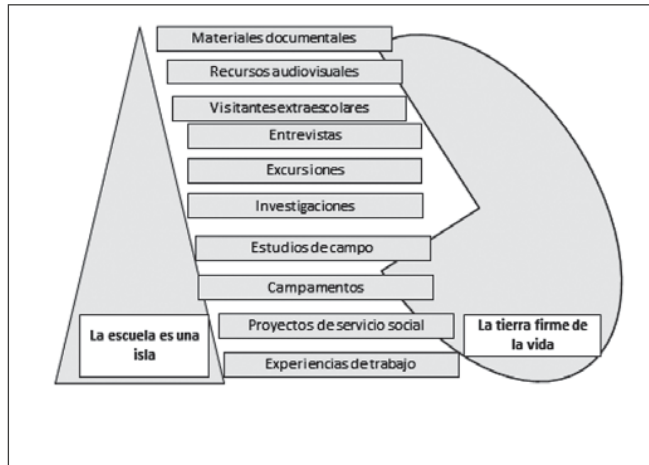 Materiales documentales
Recursos audiovisuales
Visitantes extraescolares
Entrevistas
Excursiones
Investigaciones
Estudios de campo
Campamentos
Proyectos de servicio social
Experiencias de trabajo
La escuela es una
isla
La tierra firme de
la vida